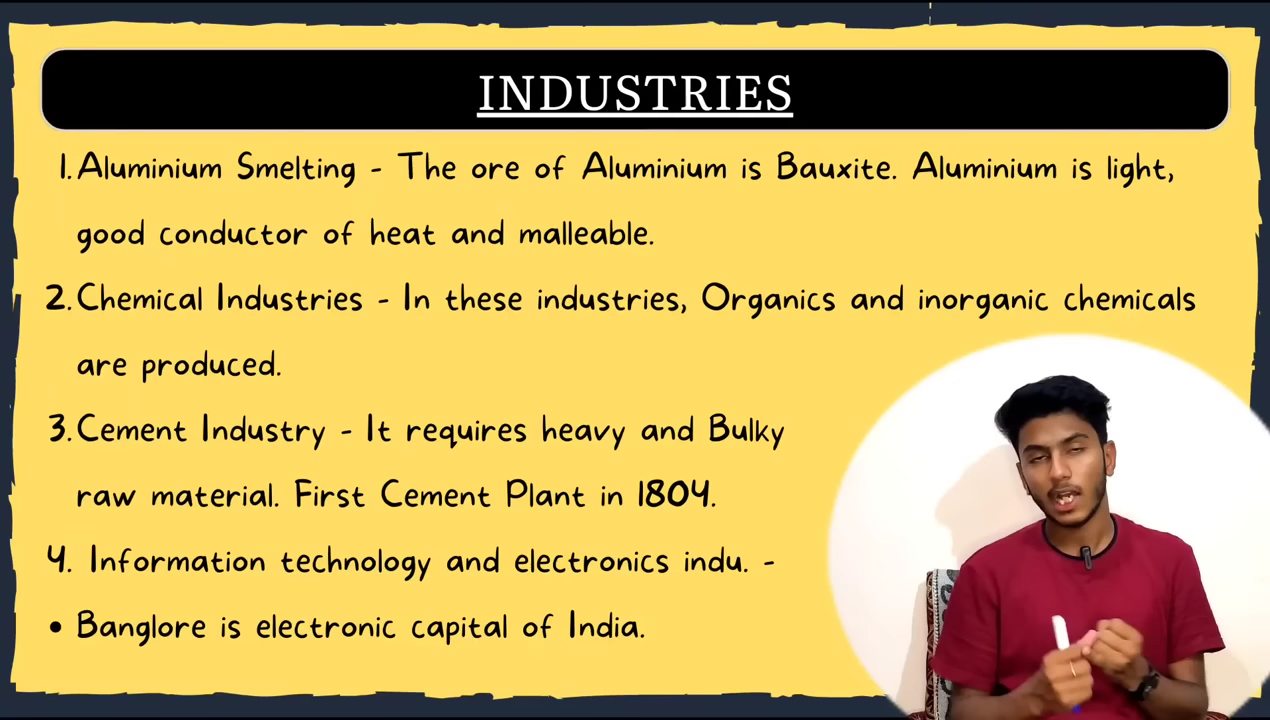 INDUSTRIES
1. Aluminium Smelting - The ore of Aluminium is Bauxite. Aluminium is light,
good conductor of heat and malleable.
2. Chemical Industries - In these industries, Organics and inorganic chemicals
are produced.
3. Cement Industry - It requires heavy and Bulky
raw material. First Cement Plant in 1804.
4. Information technology and electronics indu. -
• Banglore is electronic capital of India.